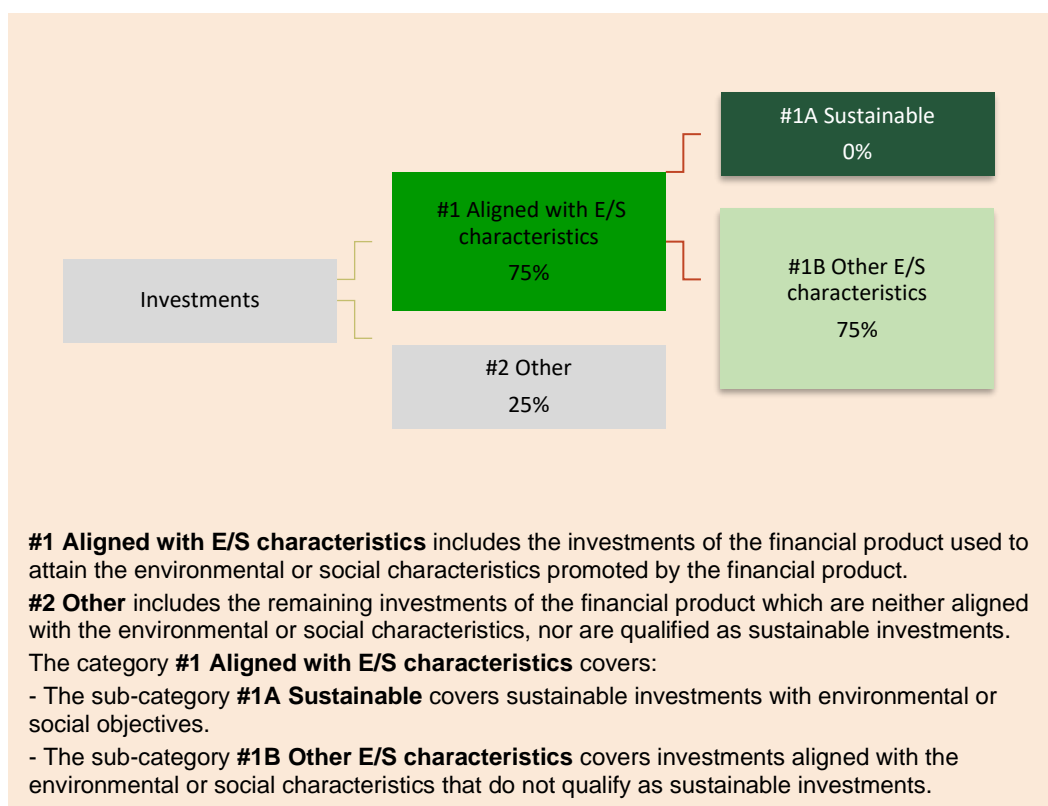 #1A Sustainable
0%
#1 Aligned with E/S
characteristics
75%
#1B Other E/S
characteristics
75%
Investments
#2 Other
25%
#1 Aligned with E/S characteristics includes the investments of the financial product used to
attain the environmental or social characteristics promoted by the financial product.
#2 Other includes the remaining investments of the financial product which are neither aligned
with the environmental or social characteristics, nor are qualified as sustainable investments.
The category #1 Aligned with E/S characteristics covers:
- The sub-category #1A Sustainable covers sustainable investments with environmental or
social objectives.
- The sub-category #1B Other E/S characteristics covers investments aligned with the
environmental or social characteristics that do not qualify as sustainable investments.